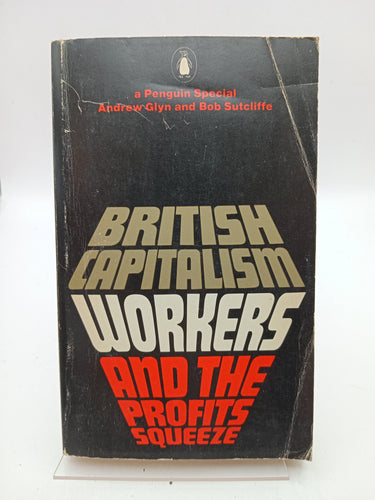 a Penguin Special
Andrew Glyn and Bob Sutcliffe
BRITISH
CAPITALISM
WORKERS
AND THE
PROFITS
SQUEEZE